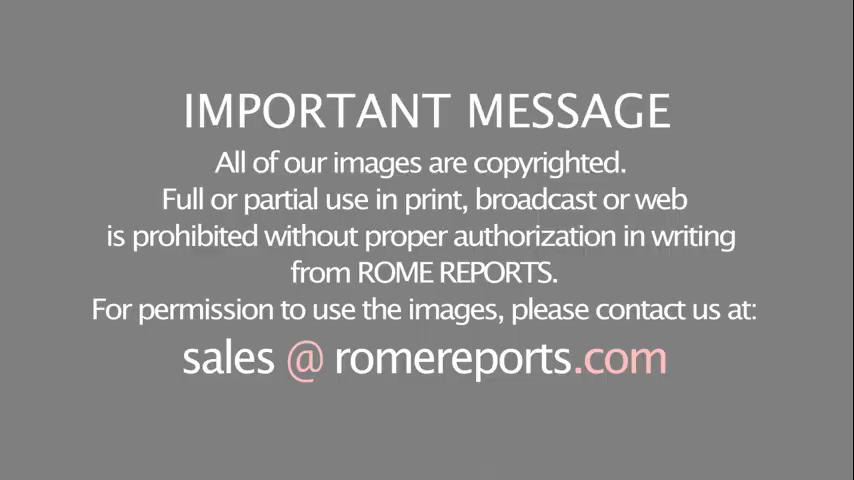 IMPORTANT MESSAGE
All of our images are copyrighted.
Full or partial use in print, broadcast or web
is prohibited without proper authorization in writing
from ROME REPORTS.
For permission to use the images, please contact us at:
sales @ romereports.com